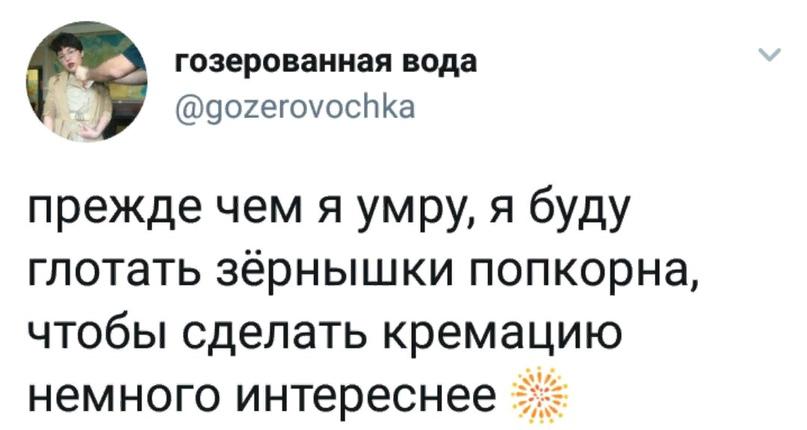 гозерованная вода
@gozerovochka
прежде чем я умру, я буду
глотать зёрнышки попкорна,
чтобы сделать кремацию
немного интереснее 🎆